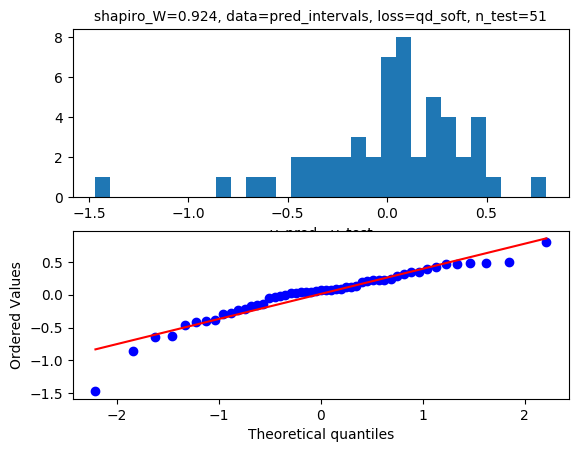 shapiro_W=0.924, data=pred_intervals, loss=qd_soft, n_test=51
8
6
4
2
0
−1.5 −1.0 −0.5 0.0 0.5
Ordered Values
0.5
0.0
−0.5
−1.0
−1.5
−2 −1 0 1 2
Theoretical quantiles